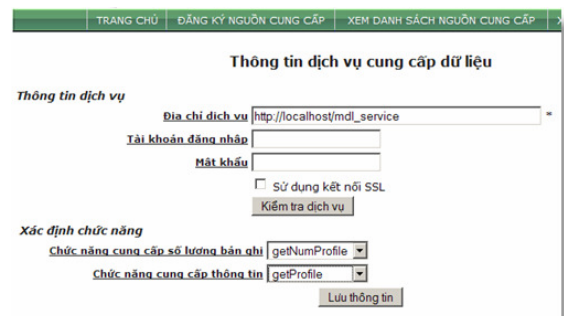 TRANG CHỦ ĐĂNG KÝ NGUỒN CUNG CẤP XEM DANH SÁCH NGUỒN CUNG CẤP
Thông tin dịch vụ cung cấp dữ liệu
Thông tin dịch vụ
Địa chỉ dich vu http://localhost/mdl_service *
Tài khoản đăng nhập
Mật khẩu
Sử dụng kết nối SSL
Kiểm tra dịch vụ
Xác định chức năng
Chức năng cung cấp số lượng bản ghi getNumProfile
Chức năng cung cấp thông tin getProfile
Lưu thông tin